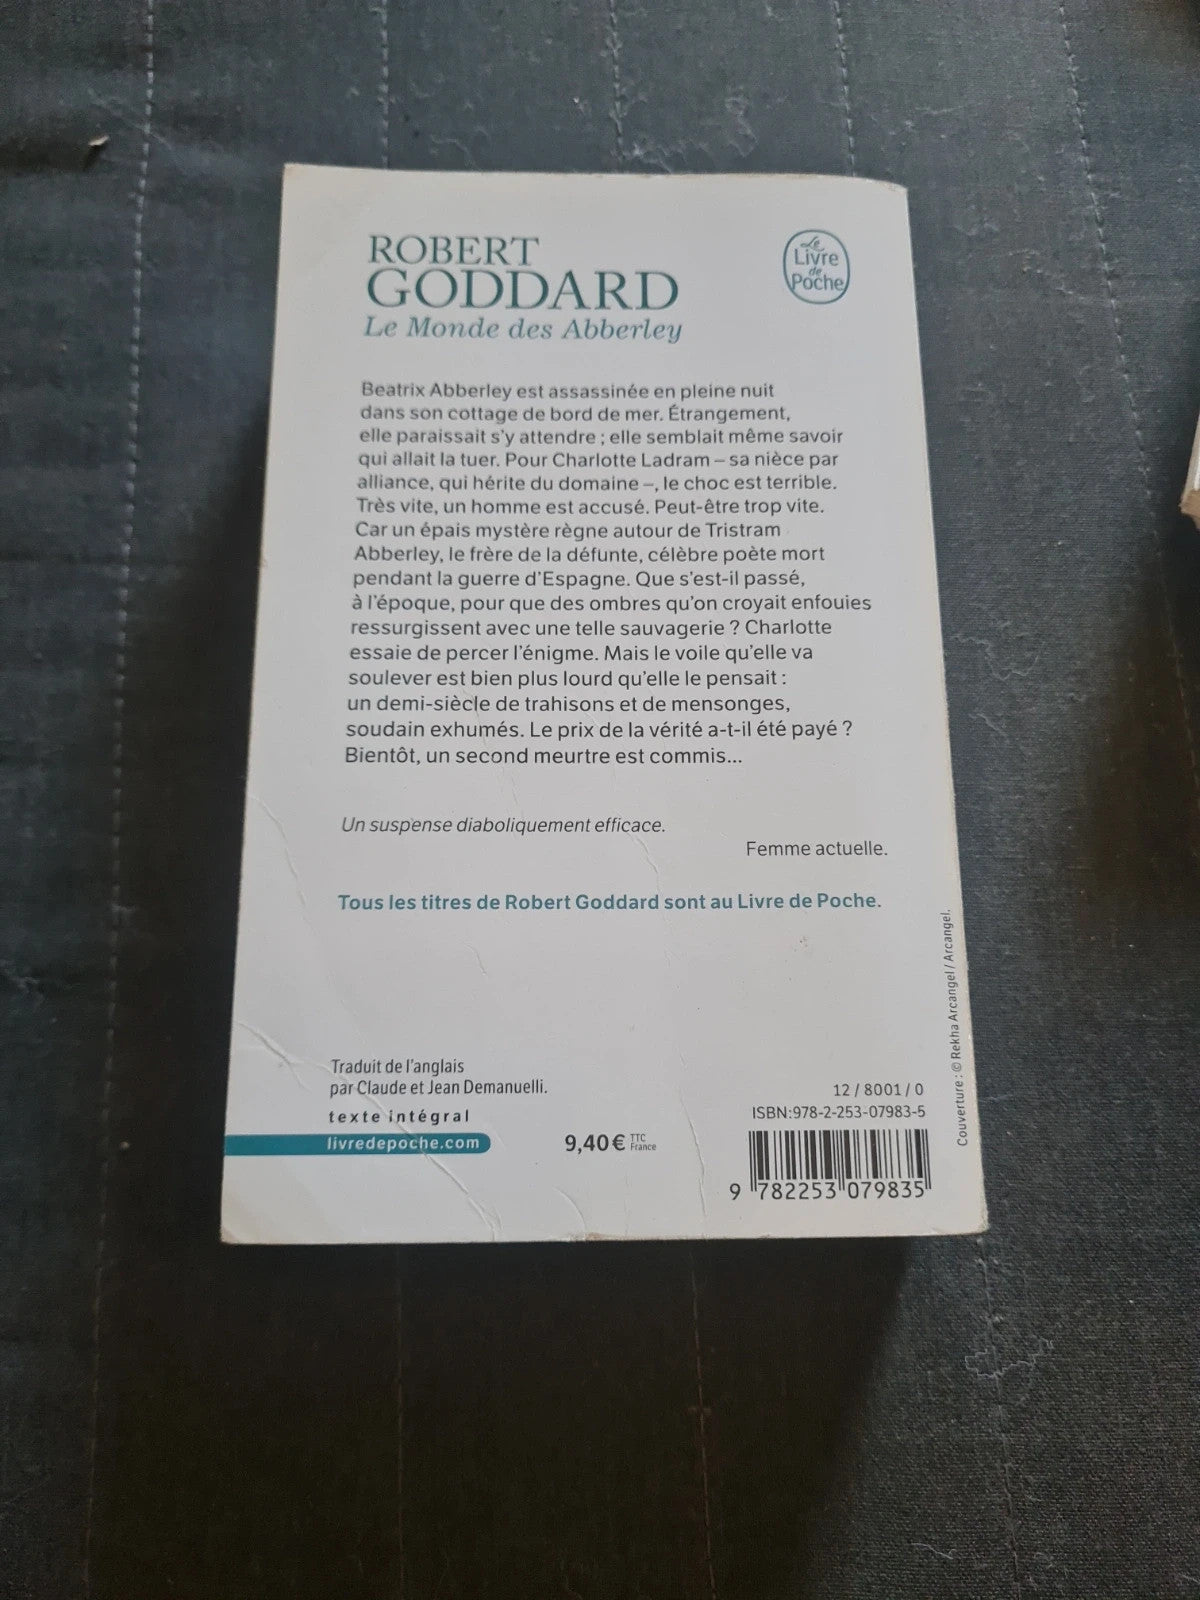 ROBERT
GODDARD
Le Monde des Abberley
Le
Livre
de
Poche
Beatrix Abberley est assassinée en pleine nuit
dans son cottage de bord de mer. Étrangement,
elle paraissait s'y attendre ; elle semblait même savoir
qui allait la tuer. Pour Charlotte Ladram – sa nièce par
alliance, qui hérite du domaine –, le choc est terrible.
Très vite, un homme est accusé. Peut-être trop vite.
Car un épais mystère règne autour de Tristram
Abberley, le frère de la défunte, célèbre poète mort
pendant la guerre d'Espagne. Que s'est-il passé,
à l'époque, pour que des ombres qu'on croyait enfouies
ressurgissent avec une telle sauvagerie ? Charlotte
essaie de percer l'énigme. Mais le voile qu'elle va
soulever est bien plus lourd qu'elle le pensait :
un demi-siècle de trahisons et de mensonges,
soudain exhumés. Le prix de la vérité a-t-il été payé ?
Bientôt, un second meurtre est commis...
Un suspense diaboliquement efficace.
Femme actuelle.
Tous les titres de Robert Goddard sont au Livre de Poche.
Couverture : © Rekha Arcangel / Arcangel.
Traduit de l'anglais
par Claude et Jean Demanuelli.
texte intégral
livredepoche.com
9,40 € TTC
France
12 / 8001 / 0
ISBN:978-2-253-07983-5
9 782253 079835